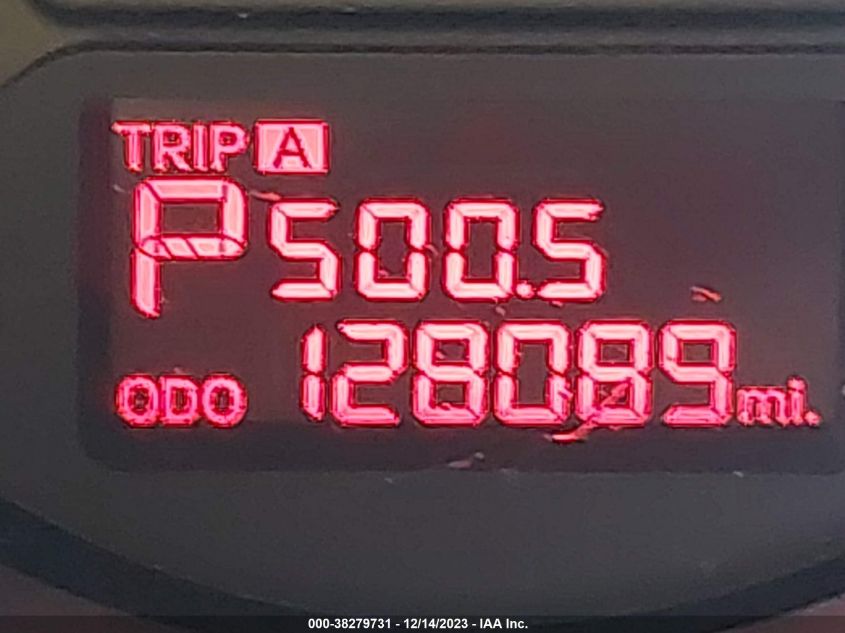 TRIP A
P 500.5
ODO 128089 mi.
000-38279731 - 12/14/2023 - IAA Inc.